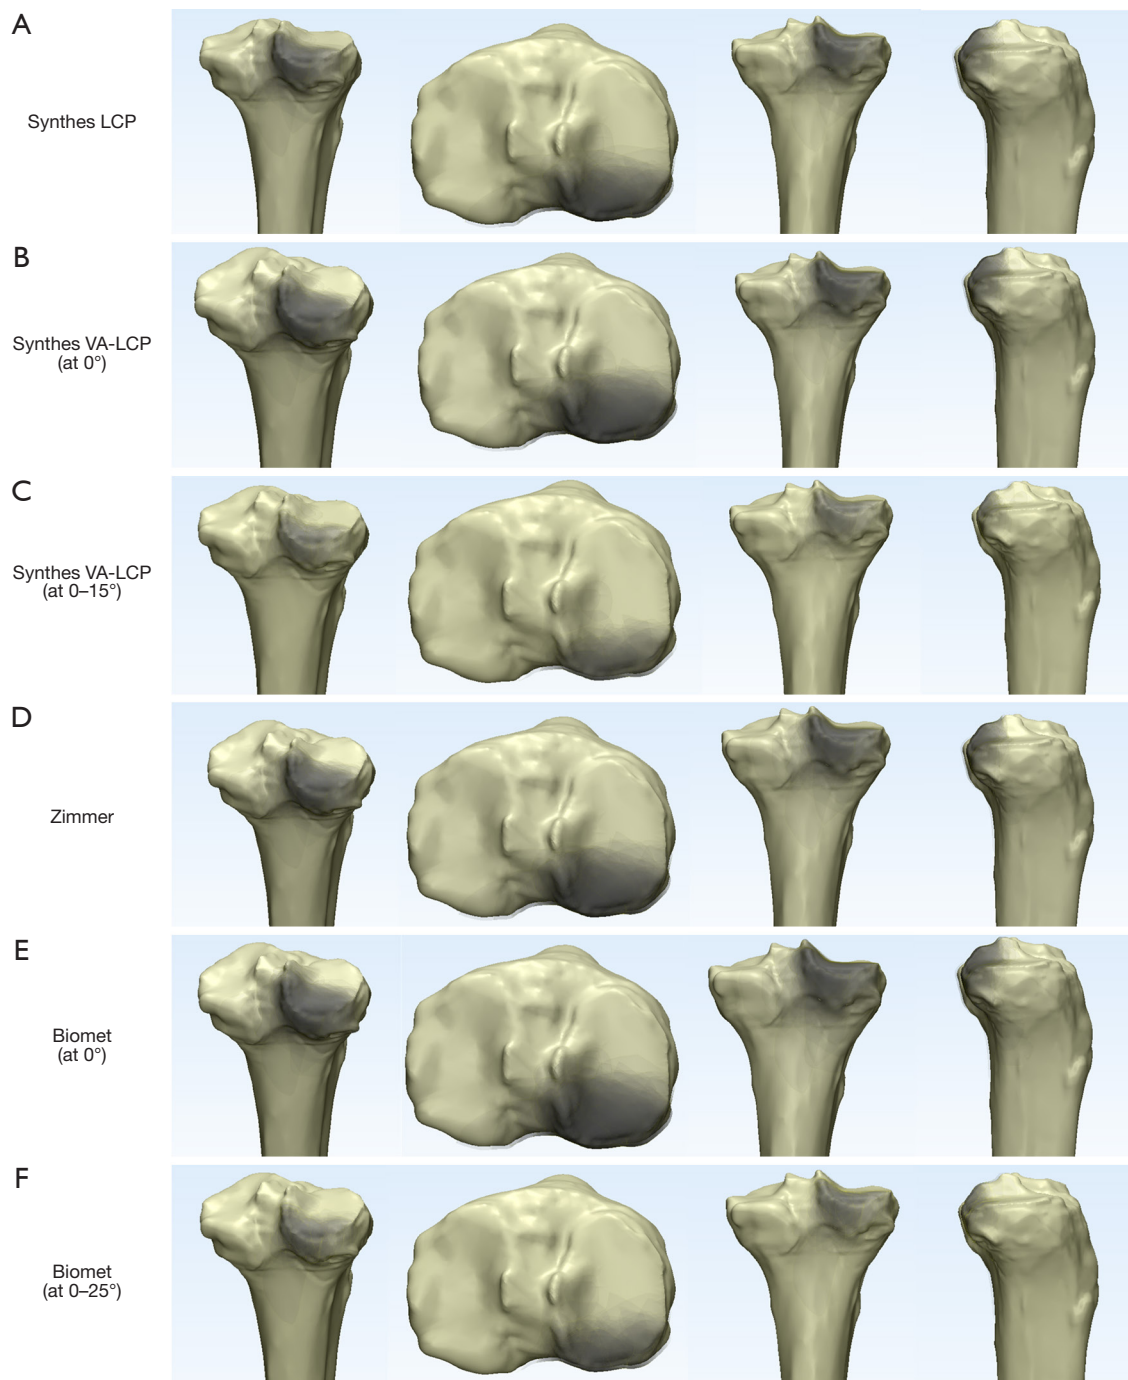 A
Synthes LCP
B
Synthes VA-LCP
(at 0°)
C
Synthes VA-LCP
(at 0–15°)
D
Zimmer
E
Biomet
(at 0°)
F
Biomet
(at 0–25°)